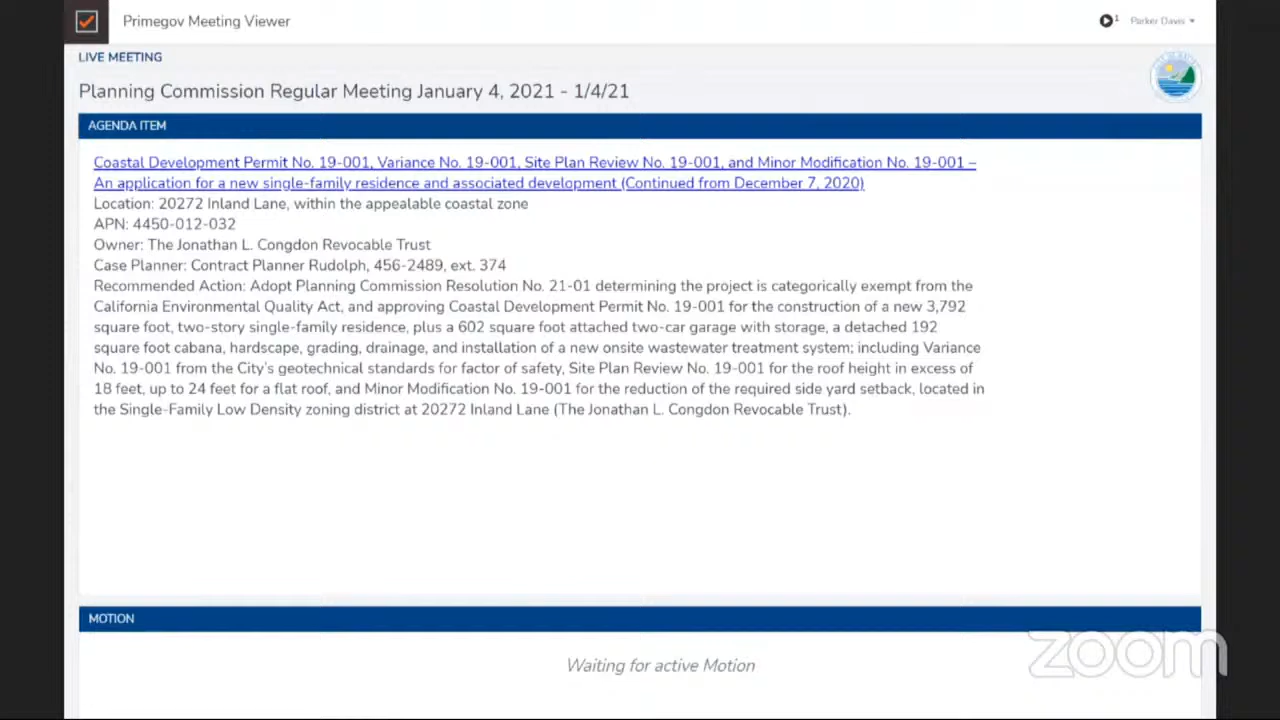 Primegov Meeting Viewer
1
Parker Davis
LIVE MEETING
Planning Commission Regular Meeting January 4, 2021 - 1/4/21
AGENDA ITEM
Coastal Development Permit No. 19-001, Variance No. 19-001, Site Plan Review No. 19-001, and Minor Modification No. 19-001 –
An application for a new single-family residence and associated development (Continued from December 7, 2020)
Location: 20272 Inland Lane, within the appealable coastal zone
APN: 4450-012-032
Owner: The Jonathan L. Congdon Revocable Trust
Case Planner: Contract Planner Rudolph, 456-2489, ext. 374
Recommended Action: Adopt Planning Commission Resolution No. 21-01 determining the project is categorically exempt from the
California Environmental Quality Act, and approving Coastal Development Permit No. 19-001 for the construction of a new 3,792
square foot, two-story single-family residence, plus a 602 square foot attached two-car garage with storage, a detached 192
square foot cabana, hardscape, grading, drainage, and installation of a new onsite wastewater treatment system; including Variance
No. 19-001 from the City's geotechnical standards for factor of safety, Site Plan Review No. 19-001 for the roof height in excess of
18 feet, up to 24 feet for a flat roof, and Minor Modification No. 19-001 for the reduction of the required side yard setback, located in
the Single-Family Low Density zoning district at 20272 Inland Lane (The Jonathan L. Congdon Revocable Trust).
MOTION
Waiting for active Motion
zoom